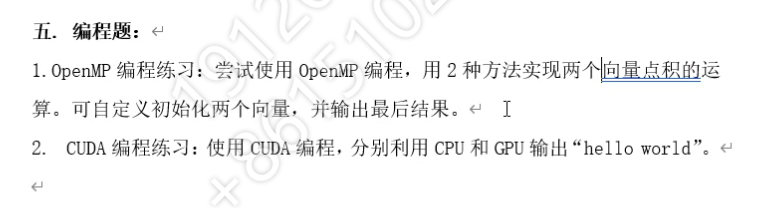 五. 编程题：
1.OpenMP 编程练习：尝试使用 OpenMP 编程，用 2 种方法实现两个向量点积的运
算。可自定义初始化两个向量，并输出最后结果。
2. CUDA 编程练习：使用 CUDA 编程，分别利用 CPU 和 GPU 输出“hello world”。